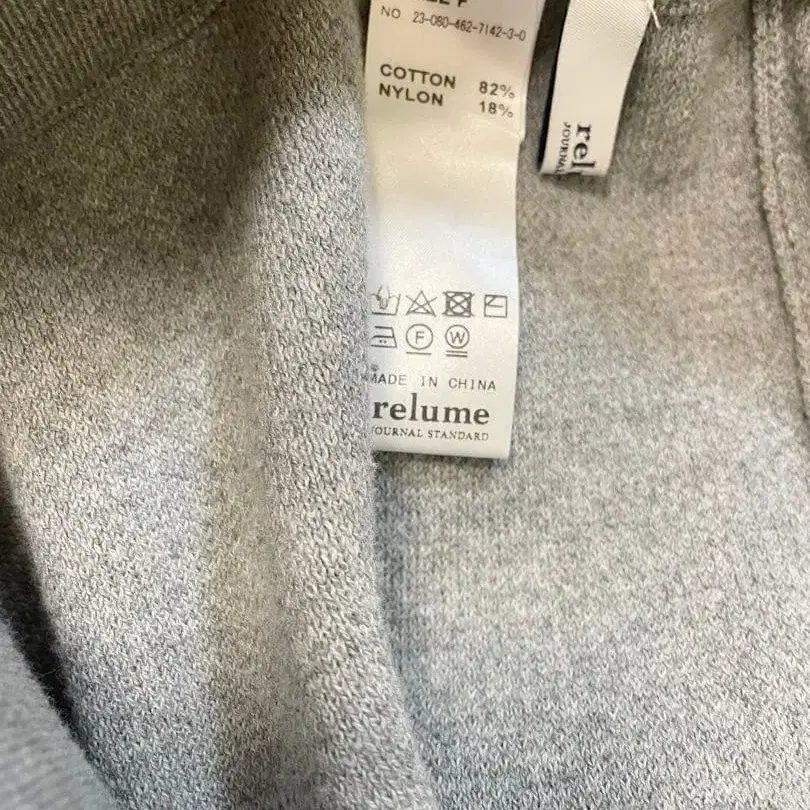 NO 23-080-462-7142-3-0
COTTON 82%
NYLON 18%
F
W
MADE IN CHINA
relume
JOURNAL STANDARD